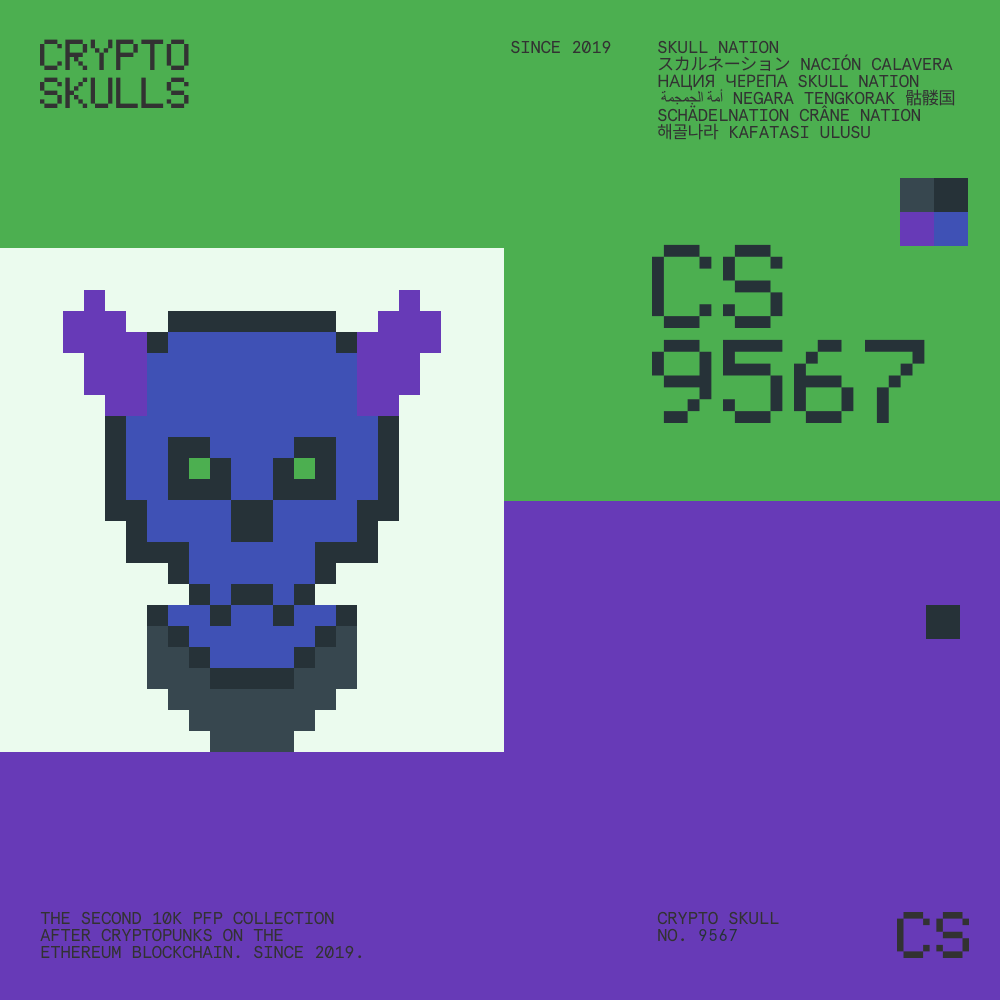 CRYPTO
SKULLS
SINCE 2019
SKULL NATION
スカルネーション NACIÓN CALAVERA
НАЦИЯ ЧЕРЕПА SKULL NATION
أمة الجمجمة NEGARA TENGKORAK 骷髅国
SCHÄDELNATION CRÂNE NATION
해골나라 KAFATASI ULUSU
CS
9567
THE SECOND 10K PFP COLLECTION
AFTER CRYPTOPUNKS ON THE
ETHEREUM BLOCKCHAIN. SINCE 2019.
CRYPTO SKULL
NO. 9567
CS